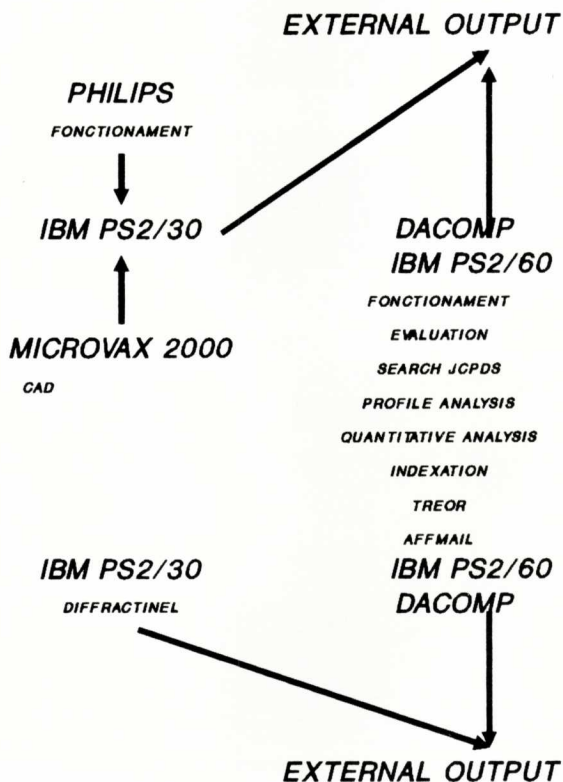 EXTERNAL OUTPUT
PHILIPS
FONCTIONAMENT
IBM PS2/30
DACOMP
IBM PS2/60
FONCTIONAMENT
EVALUATION
SEARCH JCPDS
PROFILE ANALYSIS
QUANTITATIVE ANALYSIS
INDEXATION
TREOR
AFFMAIL
MICROVAX 2000
CAD
IBM PS2/30
DIFFRACTINEL
IBM PS2/60
DACOMP
EXTERNAL OUTPUT